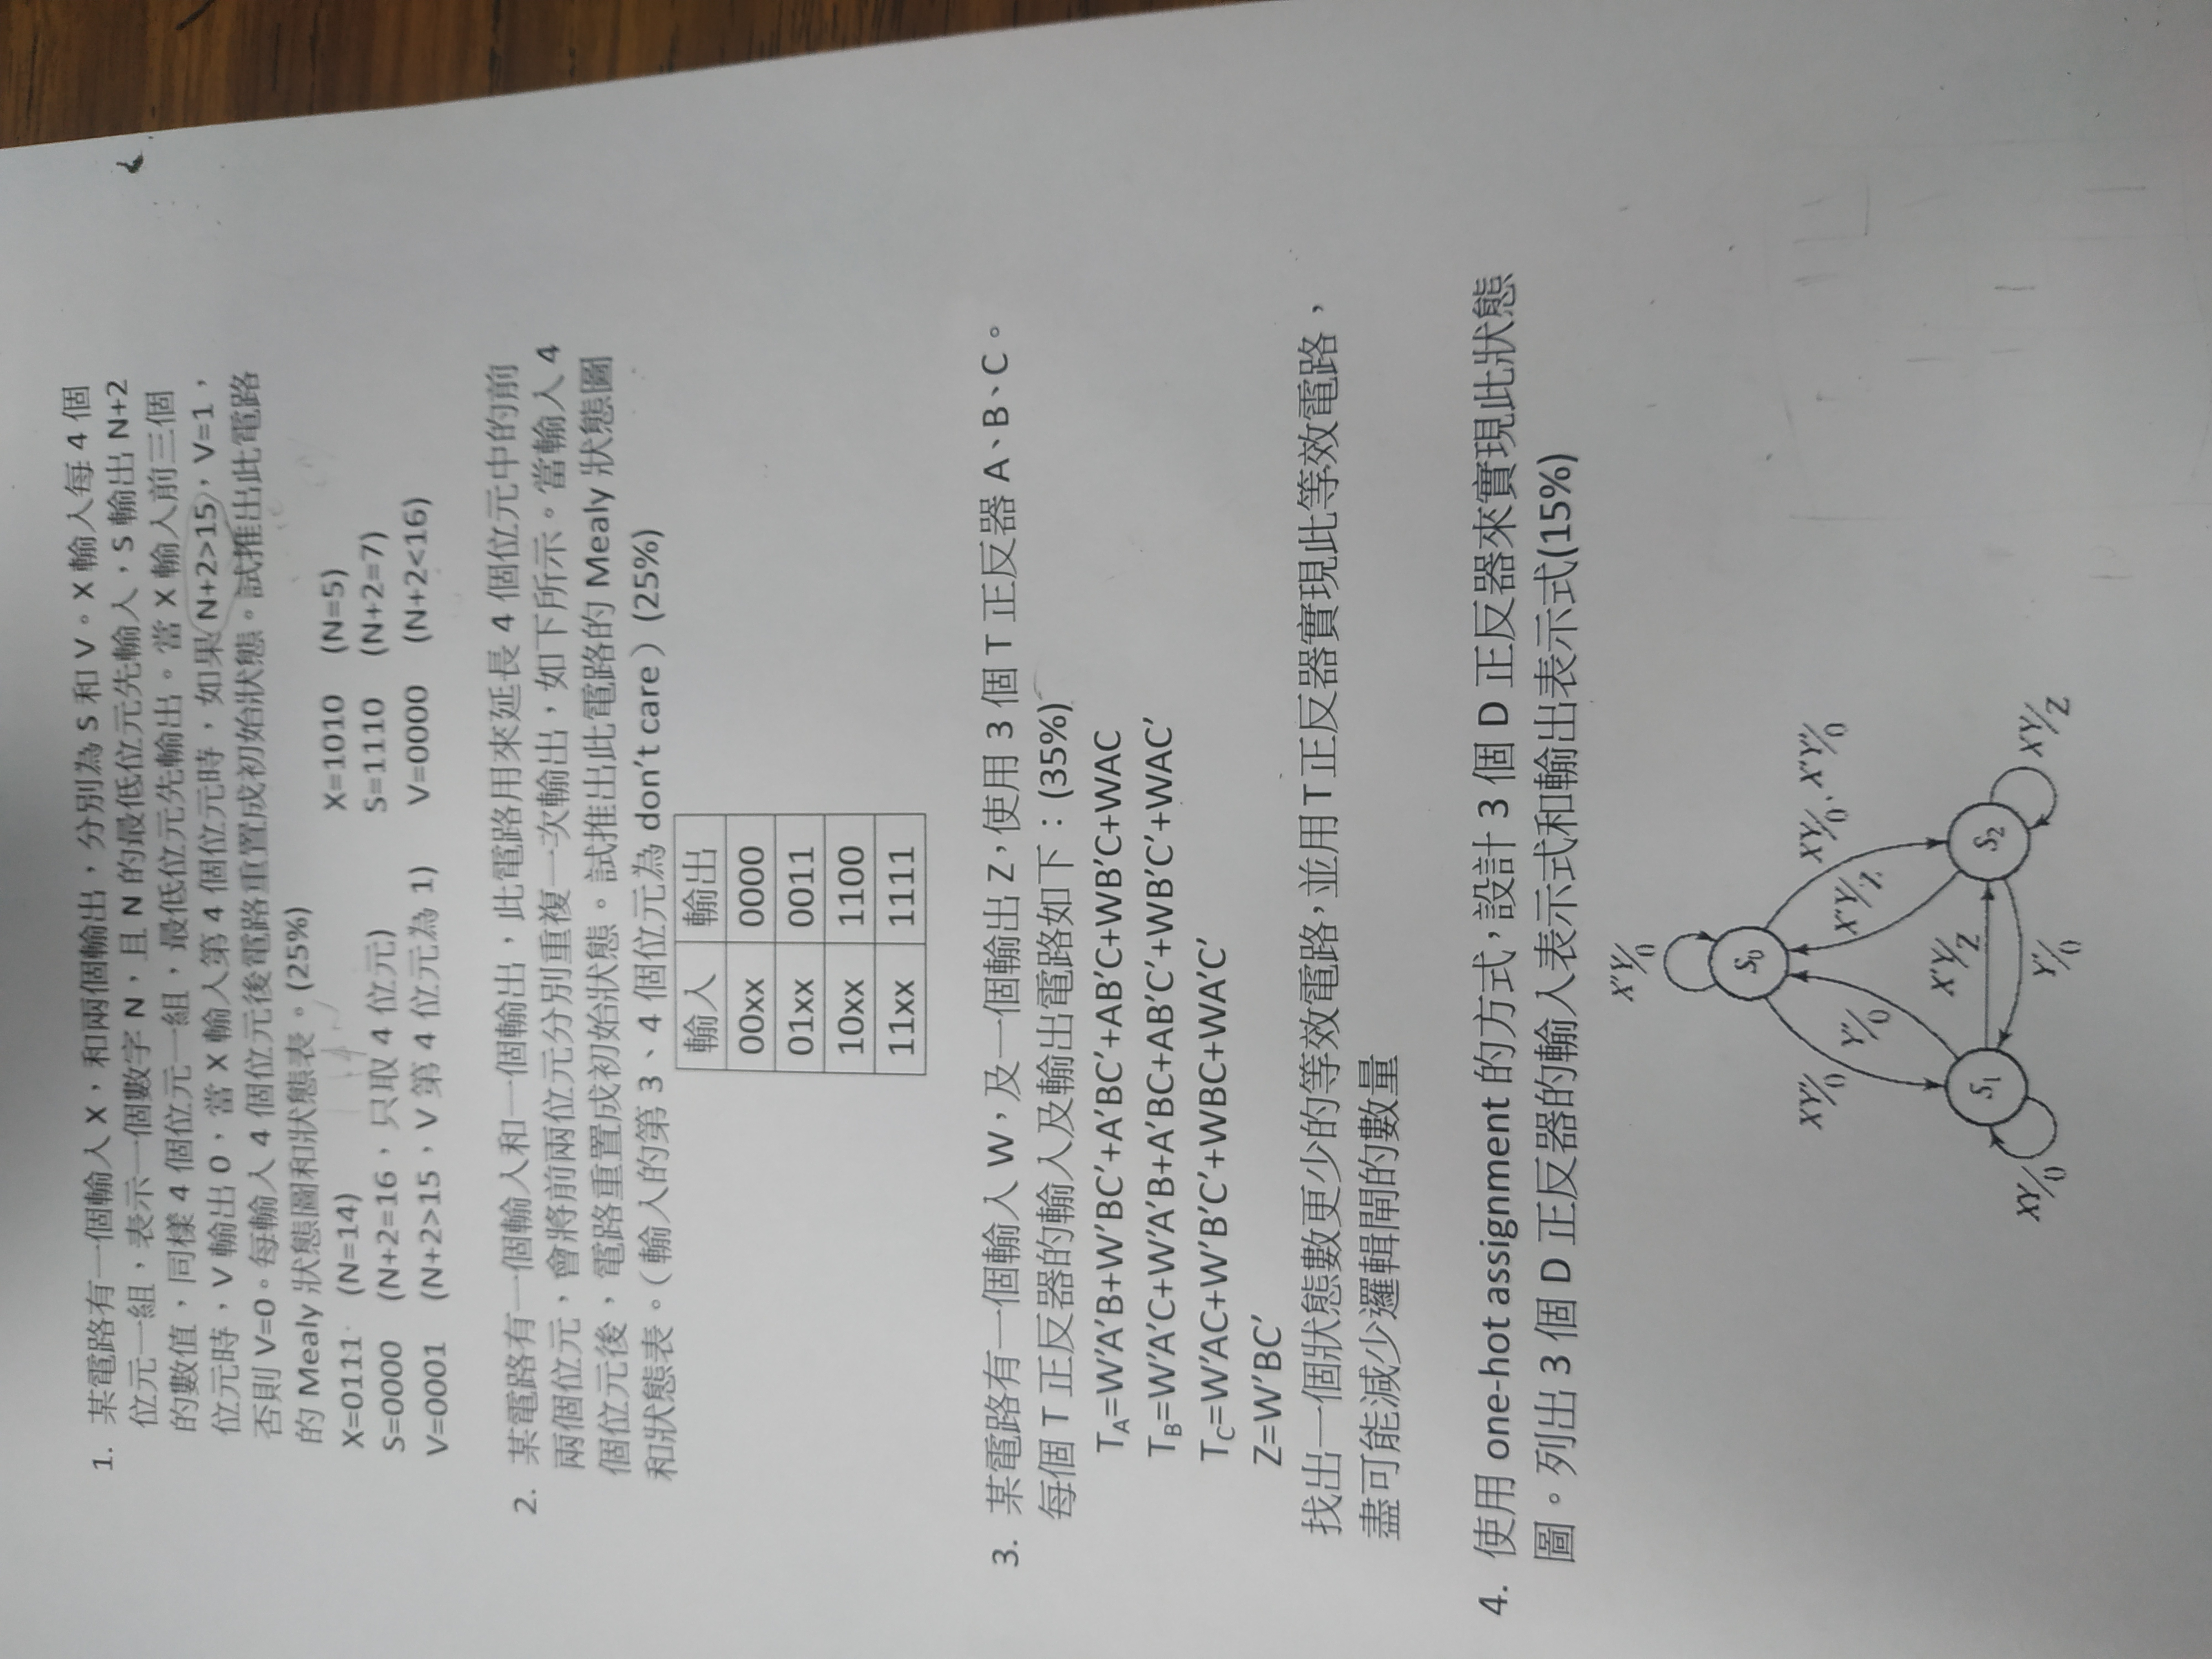 1. 某電路有一個輸入 X，和兩個輸出，分別為 S 和 V。X 輸入每 4 個
位元一組，表示一個數字 N，且 N 的最低位元先輸入，S 輸出 N+2
的數值，同樣 4 個位元一組，最低位元先輸出。當 X 輸入前三個
位元時，V 輸出 0，當 X 輸入第 4 個位元時，如果 N+2>15，V=1，
否則 V=0。每輸入 4 個位元後電路重置成初始狀態。試推出此電路
的 Mealy 狀態圖和狀態表。(25%)
X=0111 (N=14) X=1010 (N=5)
S=0000 (N+2=16，只取 4 位元) S=1110 (N+2=7)
V=0001 (N+2>15，V 第 4 位元為 1) V=0000 (N+2<16)
2. 某電路有一個輸入和一個輸出，此電路用來延長 4 個位元中的前
兩個位元，會將前兩位元分別重複一次輸出，如下所示。當輸入 4
個位元後，電路重置成初始狀態。試推出此電路的 Mealy 狀態圖
和狀態表。（輸入的第 3、4 個位元為 don't care）(25%)
輸入 輸出
00xx 0000
01xx 0011
10xx 1100
11xx 1111
3. 某電路有一個輸入 W，及一個輸出 Z，使用 3 個 T 正反器 A、B、C。
每個 T 正反器的輸入及輸出電路如下：(35%)
TA=W'A'B+W'BC'+A'BC'+AB'C+WB'C+WAC
TB=W'A'C+W'A'B+A'BC+AB'C'+WB'C'+WAC'
TC=W'AC+W'B'C'+WBC+WA'C'
Z=W'BC'
找出一個狀態數更少的等效電路，並用T正反器實現此等效電路，
盡可能減少邏輯閘的數量
4. 使用 one-hot assignment 的方式，設計 3 個 D 正反器來實現此狀態
圖。列出 3 個 D 正反器的輸入表示式和輸出表示式(15%)
X'Y/0
S0
XY'/0 Y'/0 X'Y/Z XY/0, X'Y'/0
X'Y/Z
S1 S2
XY/0 Y'/0 XY/Z